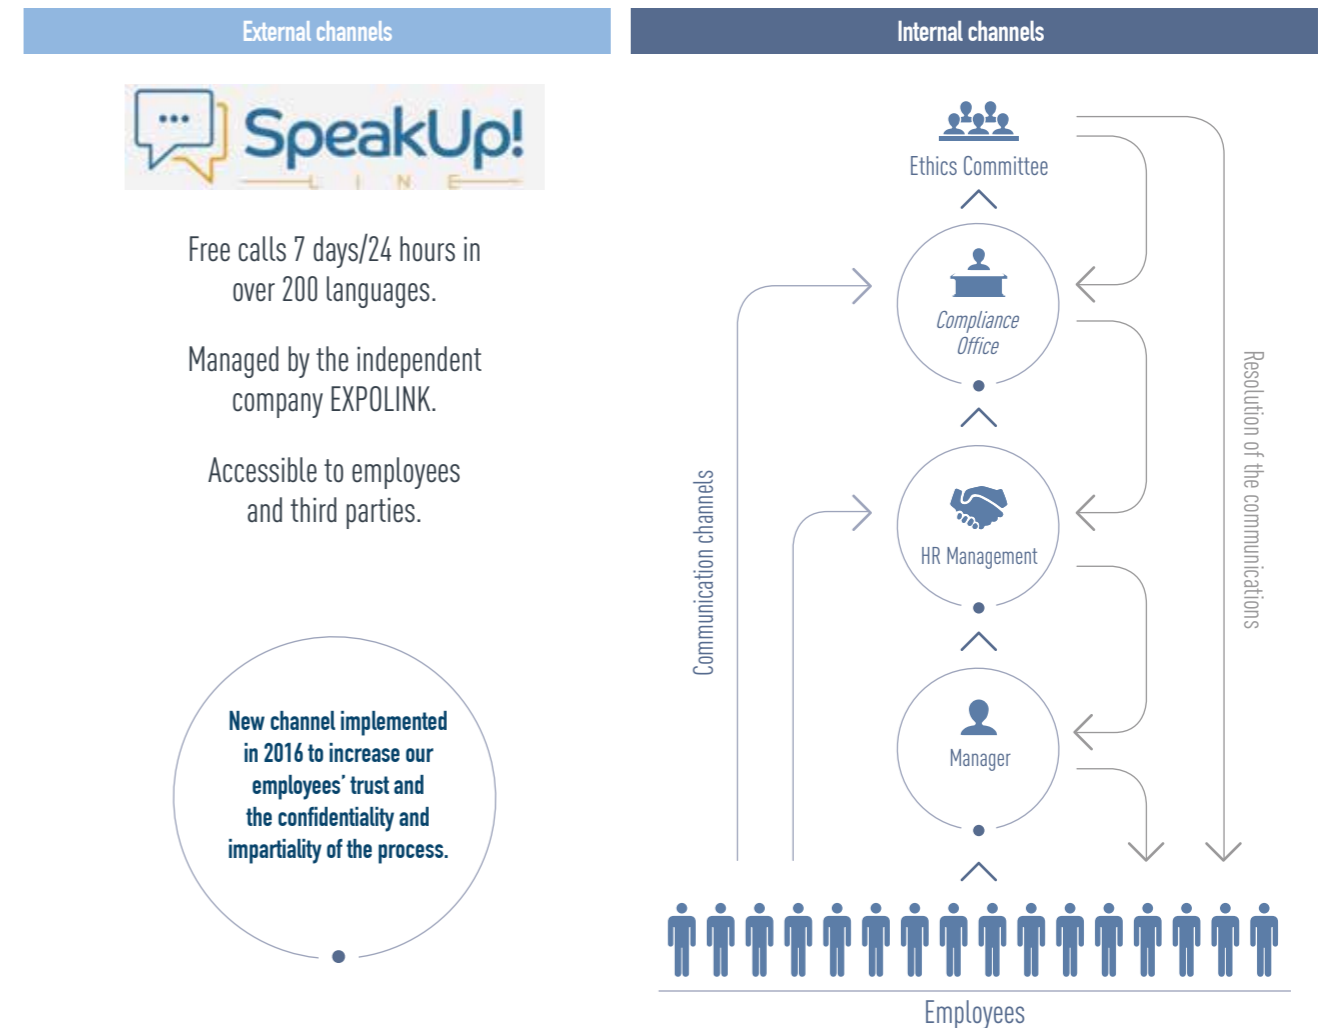 External channels
SpeakUp!
LINE
Free calls 7 days/24 hours in
over 200 languages.
Managed by the independent
company EXPOLINK.
Accessible to employees
and third parties.
New channel implemented
in 2016 to increase our
employees' trust and
the confidentiality and
impartiality of the process.
Internal channels
Ethics Committee
Compliance
Office
HR Management
Manager
Communication channels
Resolution of the communications
Employees